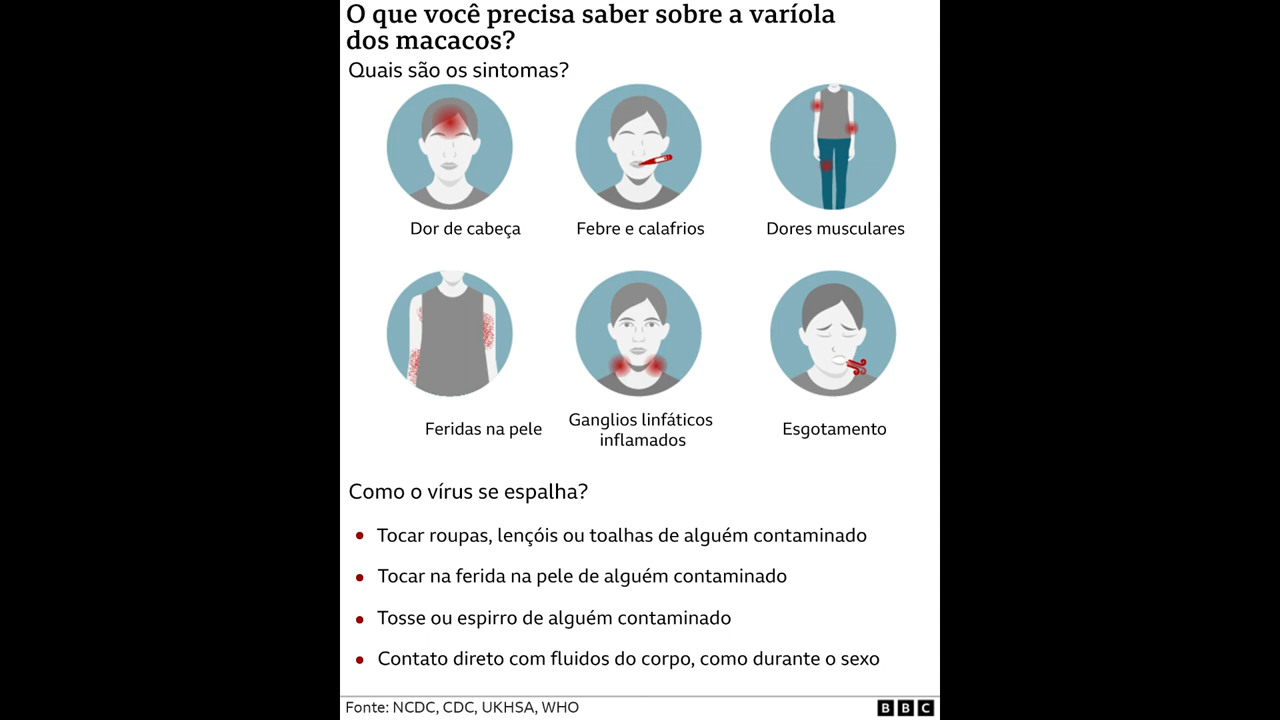 O que você precisa saber sobre a varíola
dos macacos?
Quais são os sintomas?
Dor de cabeça
Febre e calafrios
Dores musculares
Feridas na pele
Ganglios linfáticos
inflamados
Esgotamento
Como o vírus se espalha?
Tocar roupas, lençóis ou toalhas de alguém contaminado
Tocar na ferida na pele de alguém contaminado
Tosse ou espirro de alguém contaminado
Contato direto com fluidos do corpo, como durante o sexo
Fonte: NCDC, CDC, UKHSA, WHO
BBC